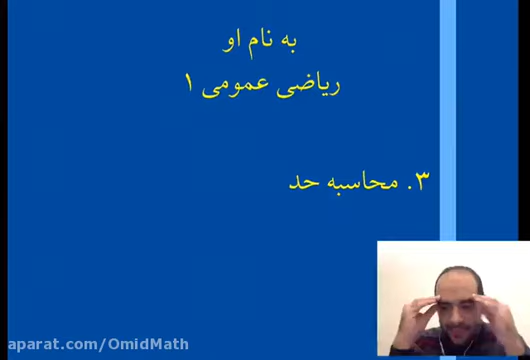 به نام او
ریاضی عمومی ۱
۳. محاسبه حد
aparat.com/OmidMath